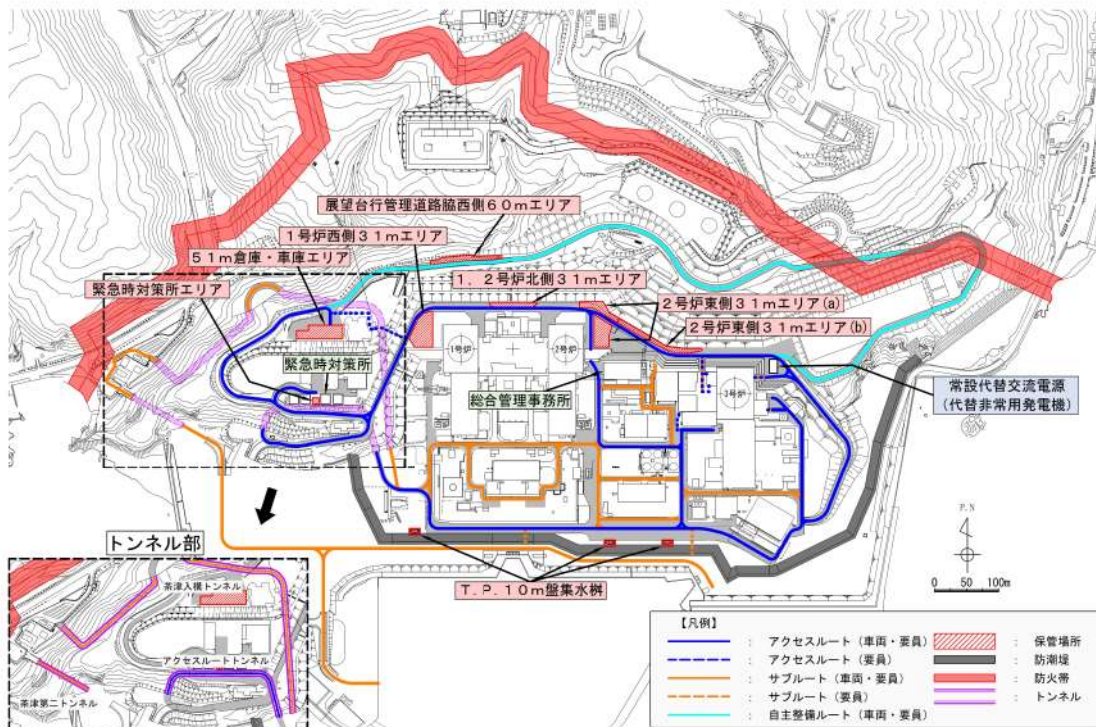 展望台行管理道路脇西側６０ｍエリア
１号炉西側３１ｍエリア
５１ｍ倉庫・車庫エリア
緊急時対策所エリア
１，２号炉北側３１ｍエリア
２号炉東側３１ｍエリア(a)
２号炉東側３１ｍエリア(b)
1号炉
2号炉
3号炉
緊急時対策所
総合管理事務所
常設代替交流電源
(代替非常用発電機)
P.N
0 50 100m
トンネル部
茶津入構トンネル
アクセスルートトンネル
茶津第二トンネル
Ｔ.Ｐ.１０ｍ盤集水桝
【凡例】
： アクセスルート（車両・要員）
： アクセスルート（要員）
： サブルート（車両・要員）
： サブルート（要員）
： 自主整備ルート（車両・要員）
： 保管場所
： 防潮堤
： 防火帯
： トンネル